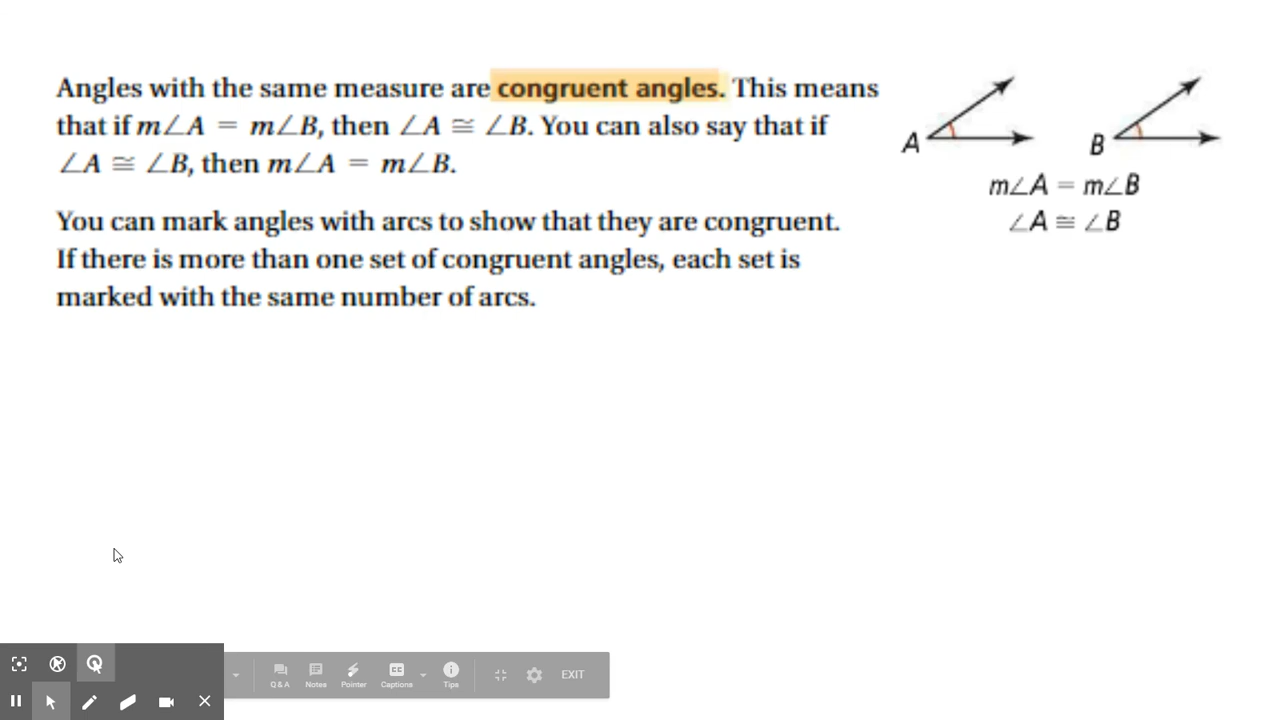 Angles with the same measure are congruent angles. This means
that if m∠A = m∠B, then ∠A ≅ ∠B. You can also say that if
∠A ≅ ∠B, then m∠A = m∠B.
You can mark angles with arcs to show that they are congruent.
If there is more than one set of congruent angles, each set is
marked with the same number of arcs.
A
B
m∠A = m∠B
∠A ≅ ∠B
Q & A
Notes
Pointer
CC
Captions
Tips
EXIT